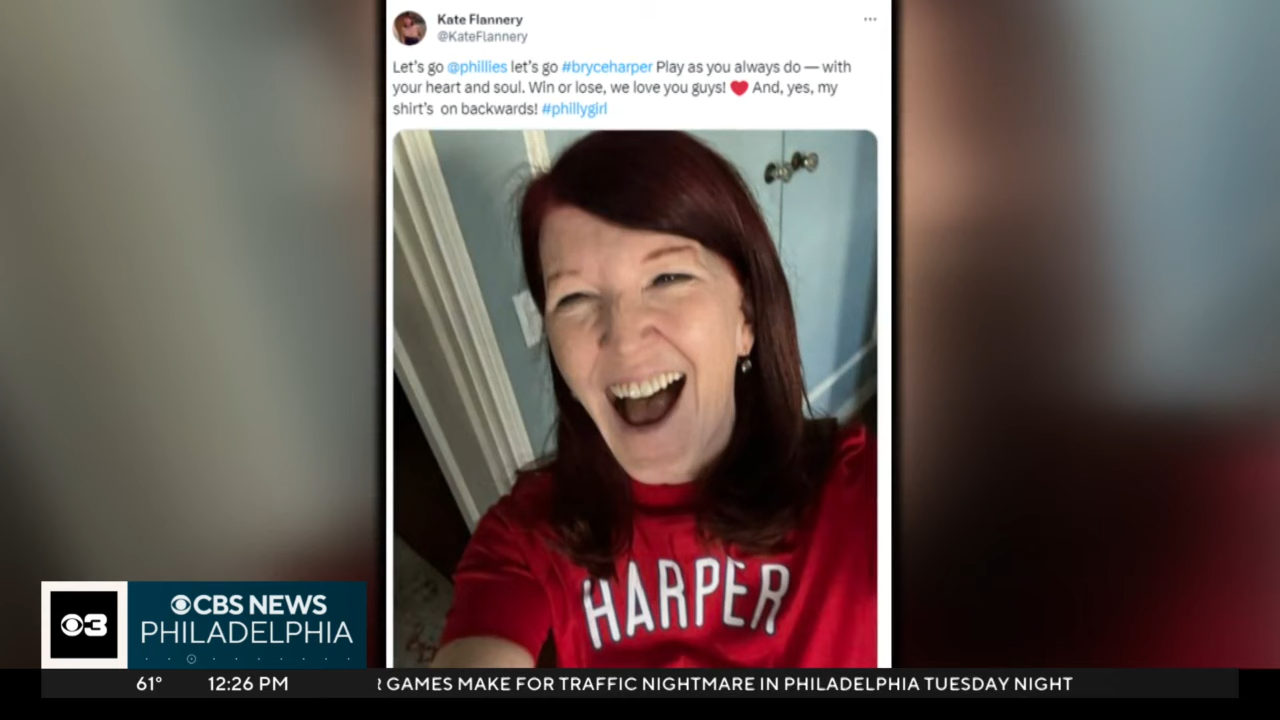 Kate Flannery
@KateFlannery
Let's go @phillies let's go #bryceharper Play as you always do — with
your heart and soul. Win or lose, we love you guys! ❤️ And, yes, my
shirt's on backwards! #phillygirl
HARPER
3
CBS NEWS
PHILADELPHIA
61° 12:26 PM GAMES MAKE FOR TRAFFIC NIGHTMARE IN PHILADELPHIA TUESDAY NIGHT